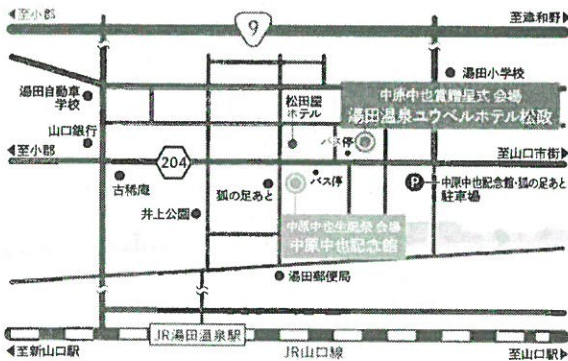 至小郡
9
至津和野
湯田小学校
湯田自動車
学校
松田屋
ホテル
中原中也賞贈呈式 会場
湯田温泉ユウベルホテル松政
山口銀行
バス停
至小郡
204
至山口市街
古稀庵
狐の足あと
バス停
P
中原中也記念館・狐の足あと
駐車場
井上公園
中原中也生誕祭 会場
中原中也記念館
湯田郵便局
JR湯田温泉駅
至新山口駅
JR山口線
至山口駅